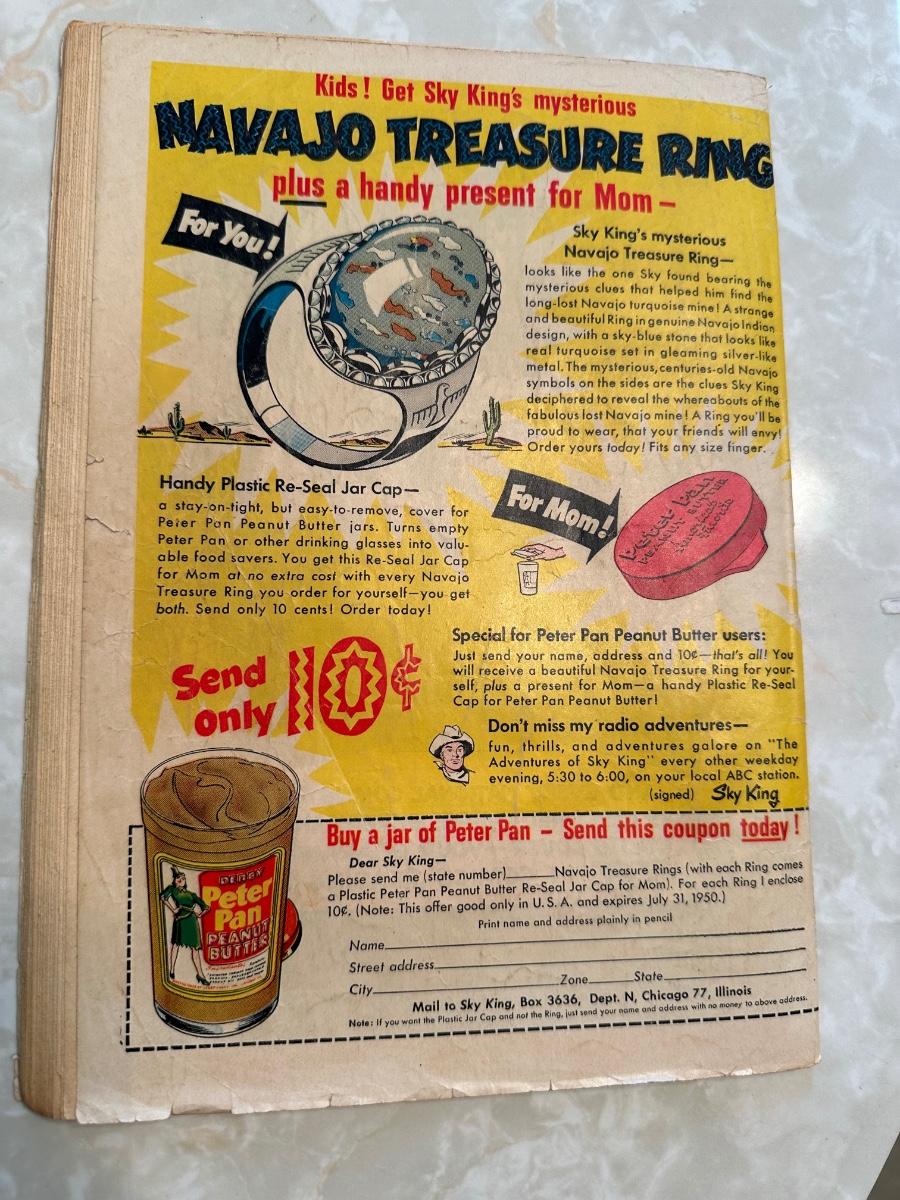 Kids! Get Sky King's mysterious
NAVAJO TREASURE RING
plus a handy present for Mom—
For You!
Sky King's mysterious
Navajo Treasure Ring—
looks like the one Sky found bearing the
mysterious clues that helped him find the
long-lost Navajo turquoise mine! A strange
and beautiful Ring in genuine Navajo Indian
design, with a sky-blue stone that looks like
real turquoise set in gleaming silver-like
metal. The mysterious, centuries-old Navajo
symbols on the sides are the clues Sky King
deciphered to reveal the whereabouts of the
fabulous lost Navajo mine! A Ring you'll be
proud to wear, that your friends will envy!
Order yours today! Fits any size finger.
Handy Plastic Re-Seal Jar Cap—
a stay-on-tight, but easy-to-remove, cover for
Peter Pan Peanut Butter jars. Turns empty
Peter Pan or other drinking glasses into valu-
able food savers. You get this Re-Seal Jar Cap
for Mom at no extra cost with every Navajo
Treasure Ring you order for yourself—you get
both. Send only 10 cents! Order today!
For Mom!
Peter Pan
PEANUT BUTTER
Send
only
10¢
Special for Peter Pan Peanut Butter users:
Just send your name, address and 10¢—that's all! You
will receive a beautiful Navajo Treasure Ring for your-
self, plus a present for Mom—a handy Plastic Re-Seal
Cap for Peter Pan Peanut Butter!
Don't miss my radio adventures—
fun, thrills, and adventures galore on "The
Adventures of Sky King" every other weekday
evening, 5:30 to 6:00, on your local ABC station.
(signed) Sky King
Buy a jar of Peter Pan – Send this coupon today!
Dear Sky King—
Please send me (state number)______Navajo Treasure Rings (with each Ring comes
a Plastic Peter Pan Peanut Butter Re-Seal Jar Cap for Mom). For each Ring I enclose
10¢. (Note: This offer good only in U. S. A. and expires July 31, 1950.)
Print name and address plainly in pencil
Name
Street address
City Zone State
Mail to Sky King, Box 3636, Dept. N, Chicago 77, Illinois
Note: If you want the Plastic Jar Cap and not the Ring, just send your name and address with no money to above address.
DERBY
Peter
Pan
PEANUT
BUTTER